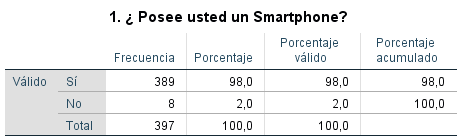 1. ¿ Posee usted un Smartphone?
Frecuencia Porcentaje Porcentaje válido Porcentaje acumulado
Válido Sí 389 98,0 98,0 98,0
No 8 2,0 2,0 100,0
Total 397 100,0 100,0